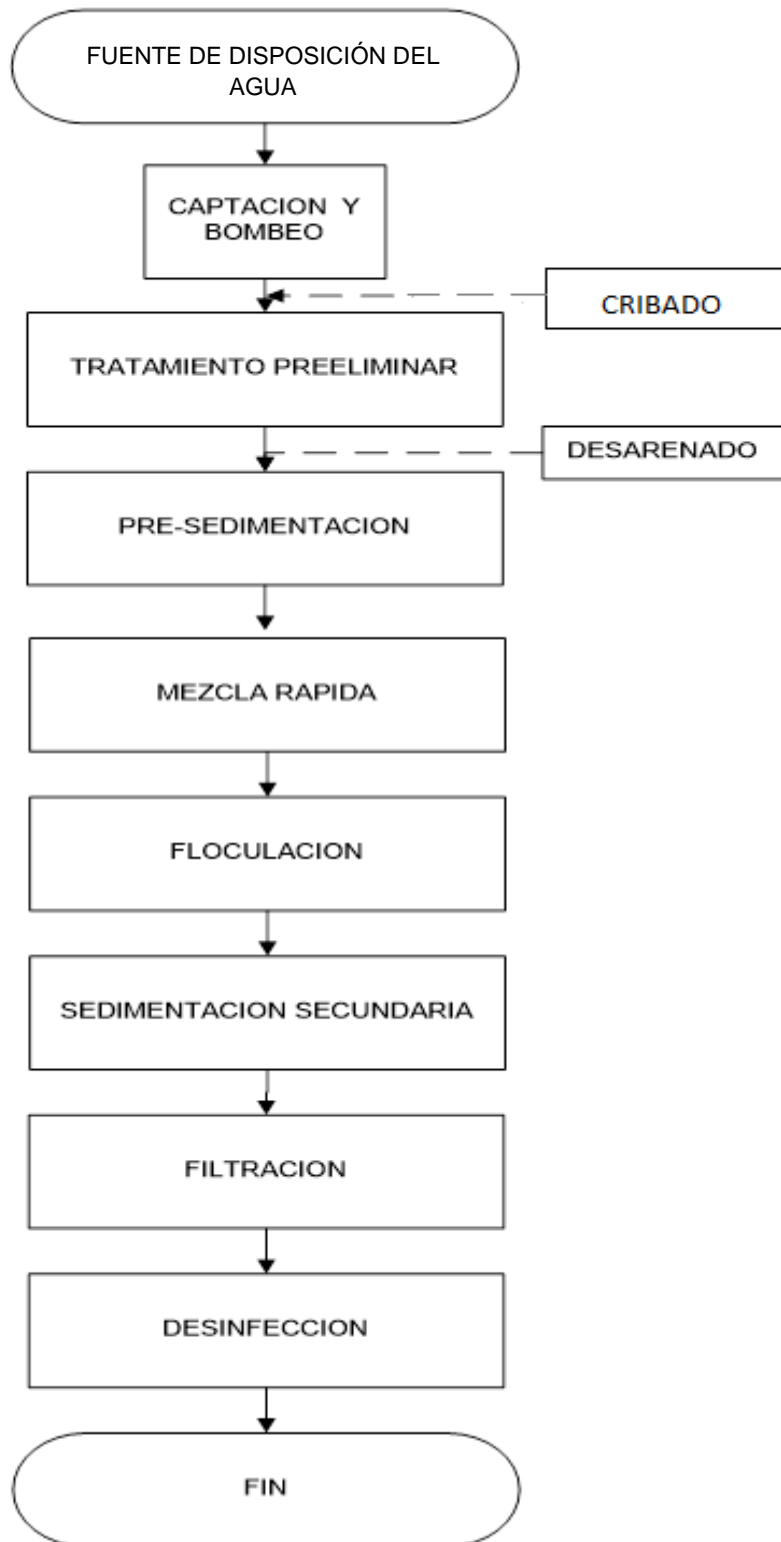 FUENTE DE DISPOSICIÓN DEL
AGUA
CAPTACION Y
BOMBEO
CRIBADO
TRATAMIENTO PREELIMINAR
DESARENADO
PRE-SEDIMENTACION
MEZCLA RAPIDA
FLOCULACION
SEDIMENTACION SECUNDARIA
FILTRACION
DESINFECCION
FIN